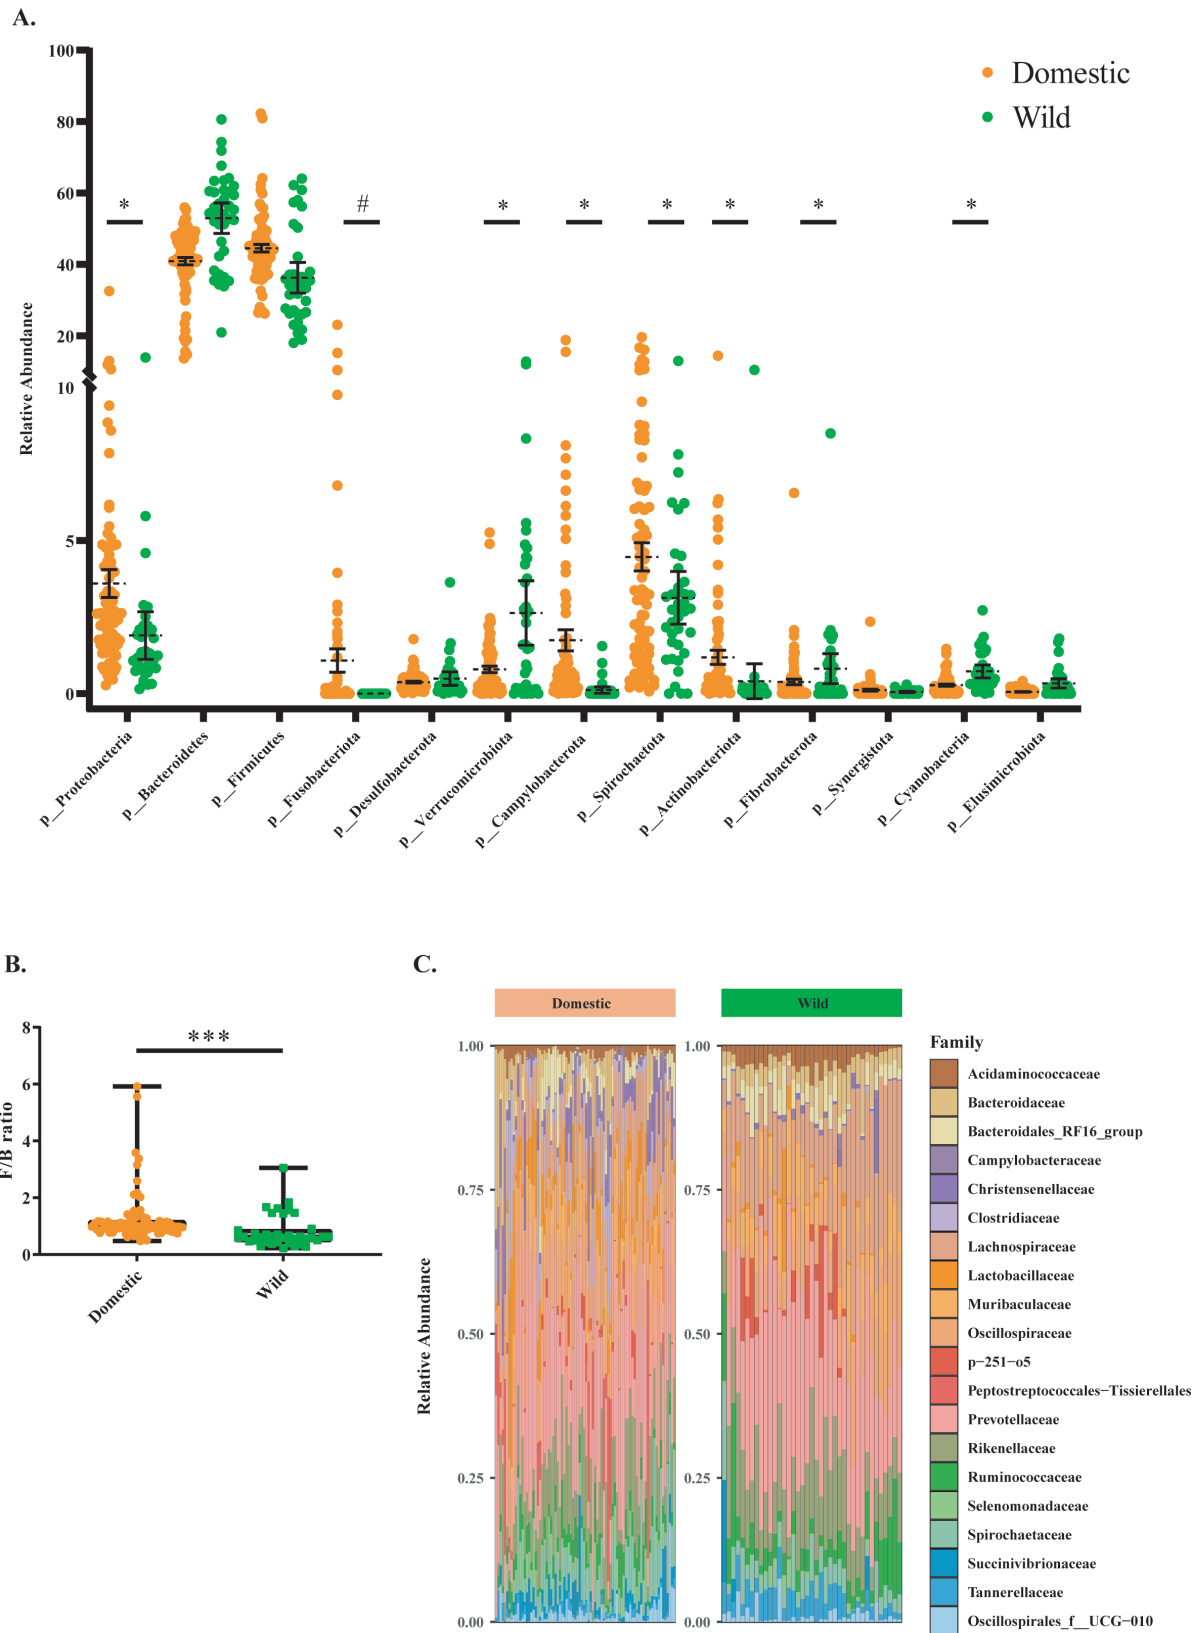 A.
100
80
60
40
20
10
5
0
Relative Abundance
Domestic
Wild
*
#
*
*
*
*
*
*
p__Proteobacteria
p__Bacteroidetes
p__Firmicutes
p__Fusobacteriota
p__Desulfobacterota
p__Verrucomicrobiota
p__Campylobacterota
p__Spirochaetota
p__Actinobacteriota
p__Fibrobacterota
p__Synergistota
p__Cyanobacteria
p__Elusimicrobiota
B.
8
6
4
2
0
F/B ratio
***
Domestic
Wild
C.
Domestic
Wild
1.00
0.75
0.50
0.25
0.00
1.00
0.75
0.50
0.25
0.00
Relative Abundance
Family
Acidaminococcaceae
Bacteroidaceae
Bacteroidales_RF16_group
Campylobacteraceae
Christensenellaceae
Clostridiaceae
Lachnospiraceae
Lactobacillaceae
Muribaculaceae
Oscillospiraceae
p−251−o5
Peptostreptococcales−Tissierellales
Prevotellaceae
Rikenellaceae
Ruminococcaceae
Selenomonadaceae
Spirochaetaceae
Succinivibrionaceae
Tannerellaceae
Oscillospirales_f__UCG−010